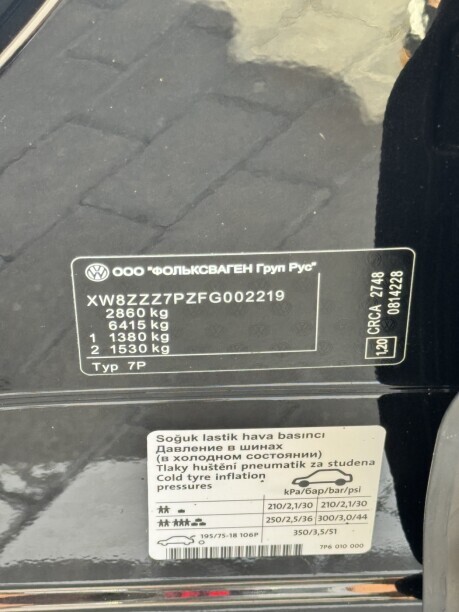 ООО "ФОЛЬКСВАГЕН Груп Рус"
XW8ZZZ7PZFG002219
2860 kg
6415 kg
1 1380 kg
2 1530 kg
Typ 7P
1,20 CRCA 2748
0814228
Soğuk lastik hava basıncı
Давление в шинах
(в холодном состоянии)
Tlaky huštění pneumatik za studena
Cold tyre inflation
pressures
kPa/бар/bar/psi
210/2,1/30 210/2,1/30
250/2,5/36 300/3,0/44
195/75-18 106P 350/3,5/51
7P6 010 000